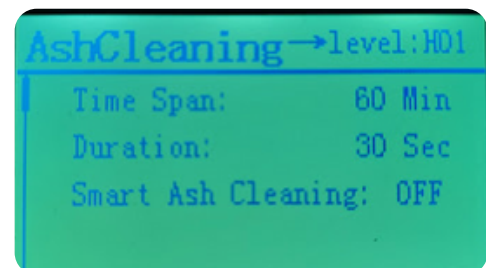 AshCleaning→level:H01
Time Span: 60 Min
Duration: 30 Sec
Smart Ash Cleaning: OFF